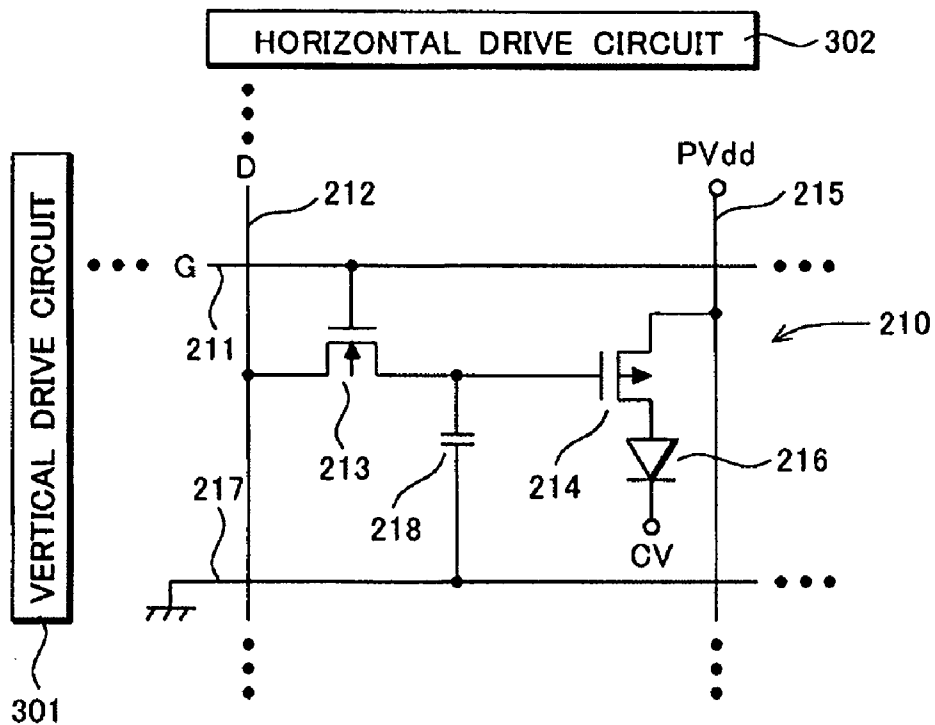 HORIZONTAL DRIVE CIRCUIT
302
VERTICAL DRIVE CIRCUIT
301
D
PVdd
212
215
G
211
210
213
218
214
216
217
CV